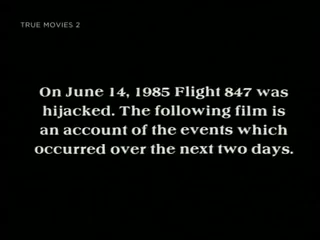 TRUE MOVIES 2
On June 14, 1985 Flight 847 was
hijacked. The following film is
an account of the events which
occurred over the next two days.